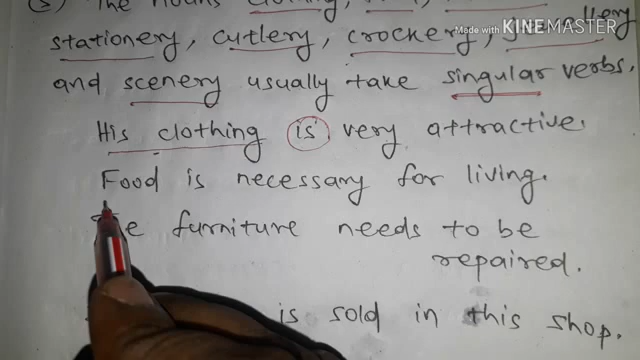 The nouns clothing,
Made with KINEMASTER
stationery, cutlery, crockery,
and scenery usually take singular verbs.
His clothing is very attractive.
Food is necessary for living.
furniture needs to be
repaired.
is sold in this shop.